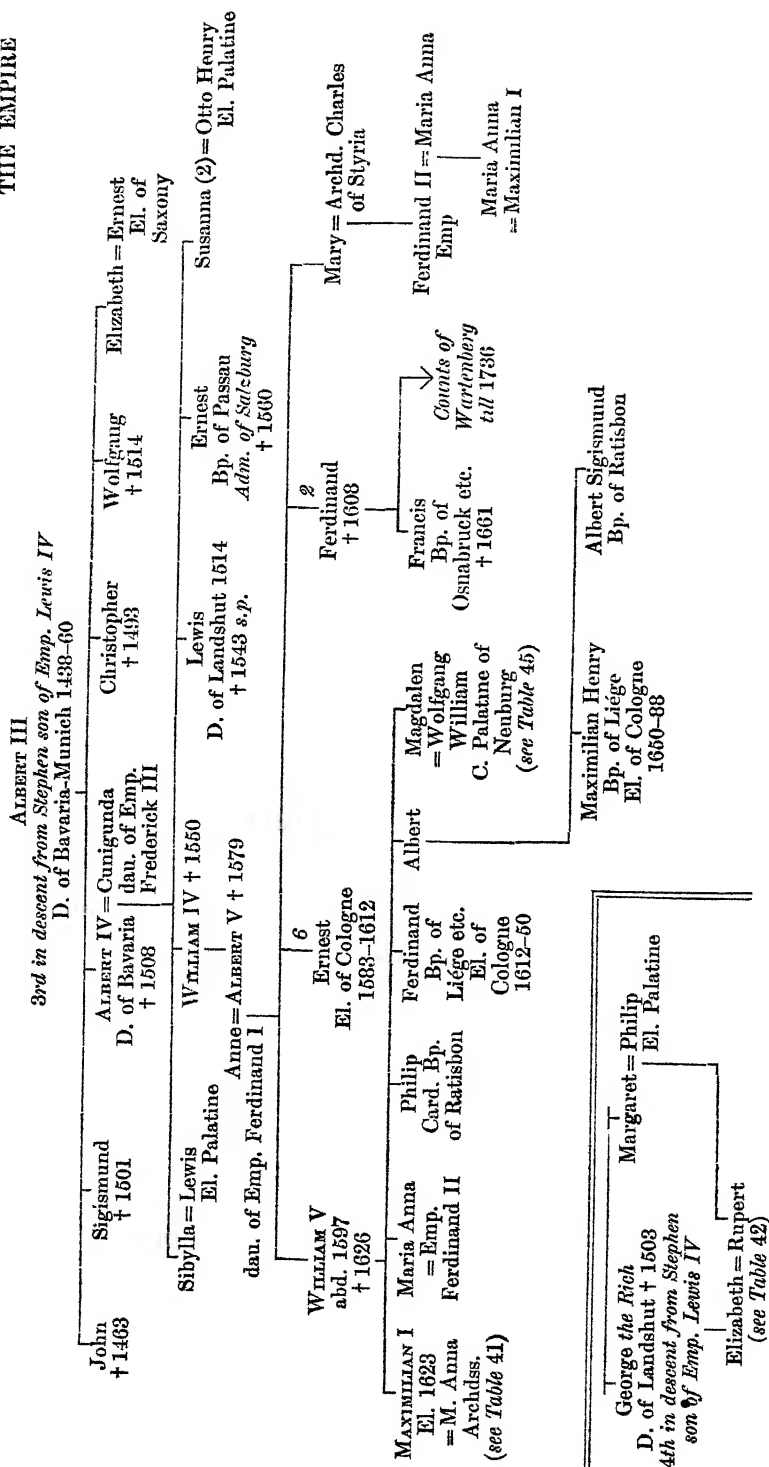 THE EMPIRE
ALBERT III
3rd in descent from Stephen son of Emp. Lewis IV
D. of Bavaria-Munich 1438-60
John
† 1463
Sigismund
† 1501
ALBERT IV = Cunigunda
D. of Bavaria dau. of Emp.
† 1508 Frederick III
Christopher
† 1493
Wolfgang
† 1514
Elizabeth = Ernest
El. of
Saxony
Sibylla = Lewis
El. Palatine
WILLIAM IV † 1550
Lewis
D. of Landshut 1514
† 1543 s.p.
Ernest
Bp. of Passau
Adm. of Salzburg
† 1560
Susanna (2) = Otto Henry
El. Palatine
Anne = ALBERT V † 1579
dau. of Emp. Ferdinand I
WILLIAM V
abd. 1597
† 1626
6
Ernest
El. of Cologne
1583-1612
2
Ferdinand
† 1608
Mary = Archd. Charles
of Styria
MAXIMILIAN I
El. 1623
= M. Anna
Archdss.
(see Table 41)
Maria Anna
= Emp.
Ferdinand II
Philip
Card. Bp.
of Ratisbon
Ferdinand
Bp. of
Liége etc.
El. of
Cologne
1612-50
Albert
Magdalen
= Wolfgang
William
C. Palatne of
Neuburg
(see Table 45)
Francis
Bp. of
Osnabruck etc.
† 1661
Counts of
Wartenberg
till 1736
Ferdinand II = Maria Anna
Emp
Maria Anna
= Maximilian I
Maximilian Henry
Bp. of Liége
El. of Cologne
1650-88
Albert Sigismund
Bp. of Ratisbon
George the Rich
D. of Landshut † 1503
4th in descent from Stephen
son of Emp. Lewis IV
Margaret = Philip
El. Palatine
Elizabeth = Rupert
(see Table 42)